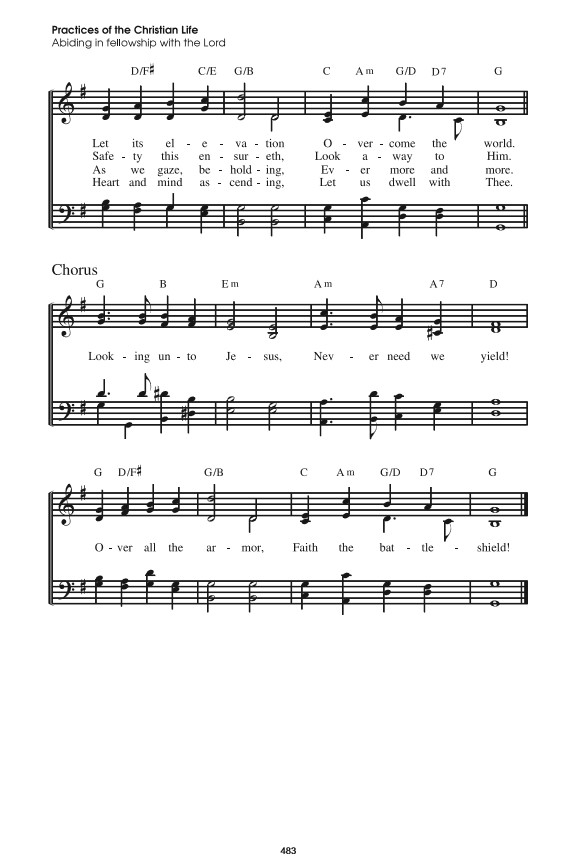 Practices of the Christian Life
Abiding in fellowship with the Lord
D/F♯ C/E G/B C Am G/D D7 G
Let its el - e - va - tion O - ver - come the world.
Safe - ty this en - sur - eth, Look a - way to Him.
As we gaze, be - hold - ing, Ev - er more and more.
Heart and mind as - cend - ing, Let us dwell with Thee.
Chorus
G B Em Am A7 D
Look - ing un - to Je - sus, Nev - er need we yield!
G D/F♯ G/B C Am G/D D7 G
O - ver all the ar - mor, Faith the bat - tle - shield!
483